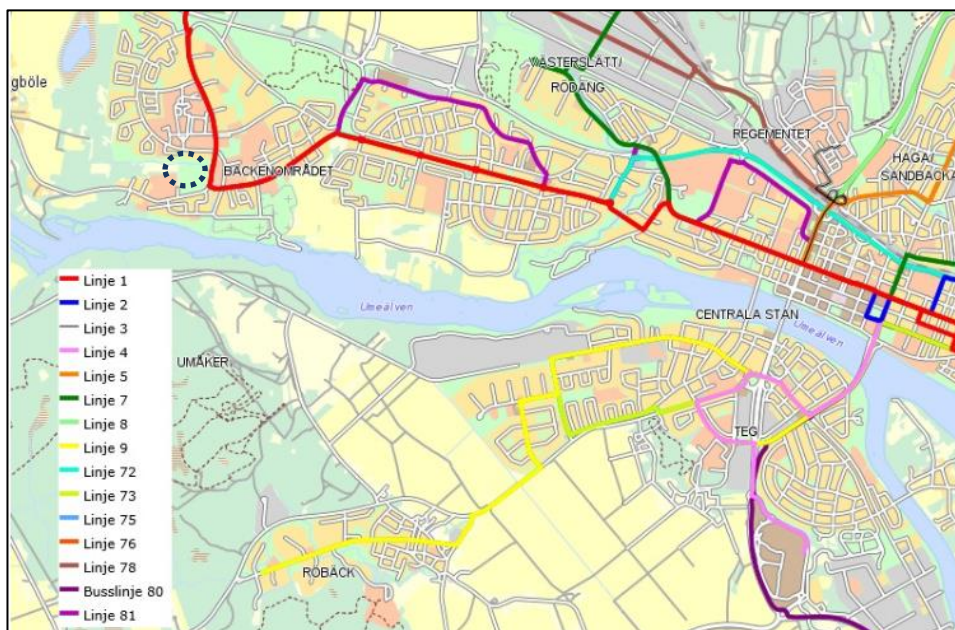 VÄSTERSLÄTT/
RÖDÄNG
gböle
REGEMENTET
BÄCKENOMRÅDET
HAGA/
SANDBACKA
Linje 1
Linje 2
Linje 3
Linje 4
Linje 5
Linje 7
Linje 8
Linje 9
Linje 72
Linje 73
Linje 75
Linje 76
Linje 78
Busslinje 80
Linje 81
Umeälven
CENTRALA STAN
Umeälven
UMÅKER
TEG
RÖBÄCK